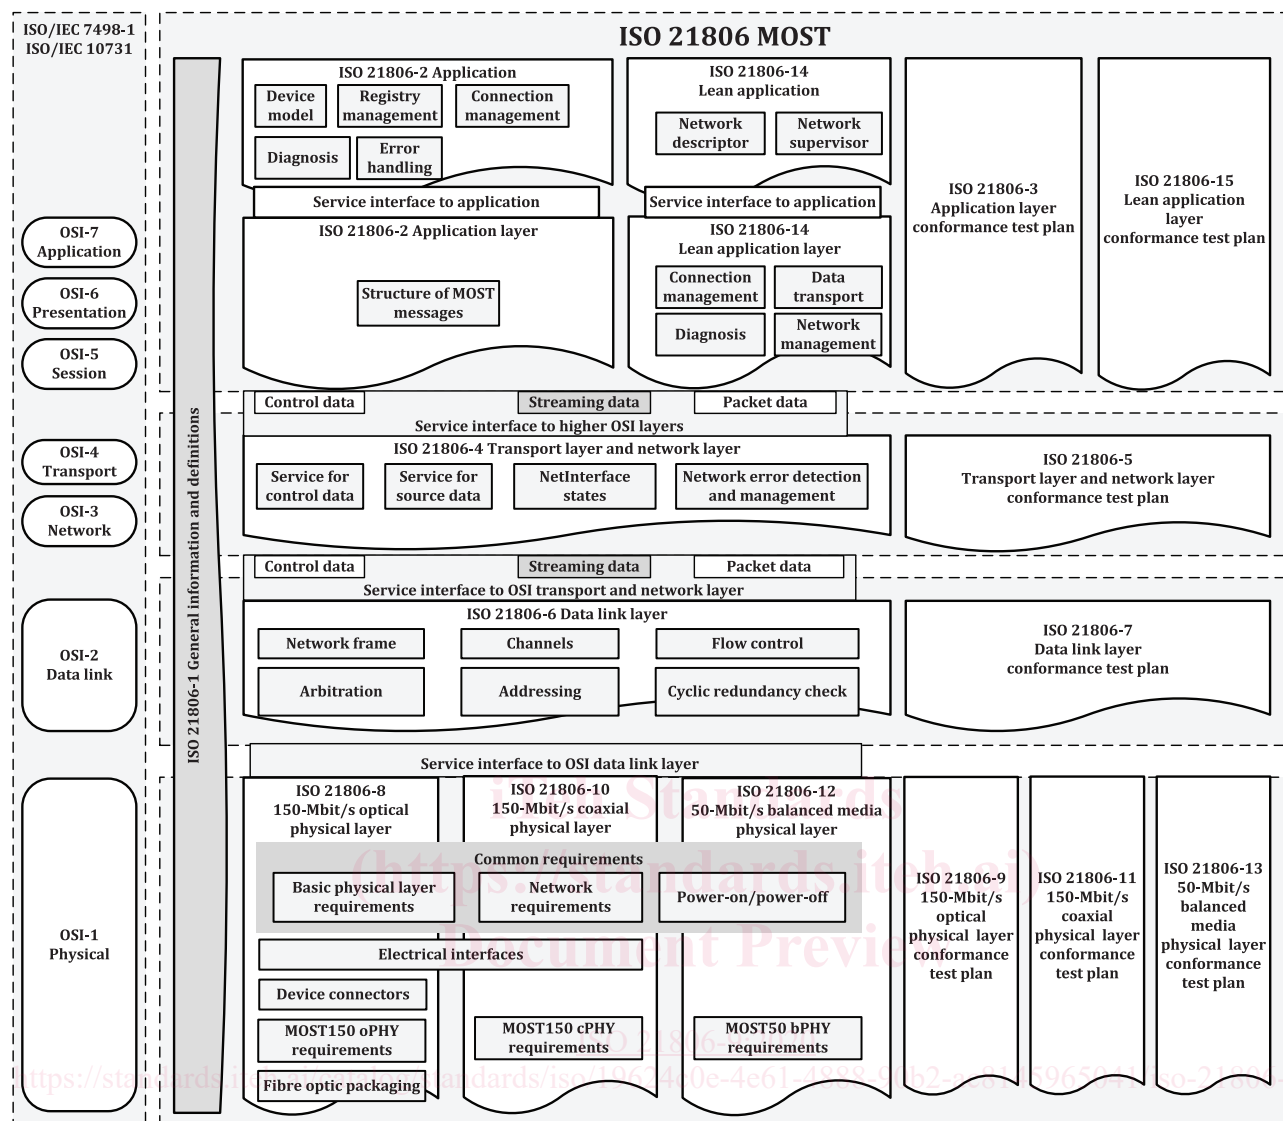 ISO/IEC 7498-1
ISO/IEC 10731
ISO 21806 MOST
ISO 21806-1 General information and definitions
OSI-7
Application
OSI-6
Presentation
OSI-5
Session
OSI-4
Transport
OSI-3
Network
OSI-2
Data link
OSI-1
Physical
ISO 21806-2 Application
Device
model
Registry
management
Connection
management
Diagnosis
Error
handling
ISO 21806-14
Lean application
Network
descriptor
Network
supervisor
Service interface to application
Service interface to application
ISO 21806-2 Application layer
Structure of MOST
messages
ISO 21806-14
Lean application layer
Connection
management
Data
transport
Diagnosis
Network
management
ISO 21806-3
Application layer
conformance test plan
ISO 21806-15
Lean application
layer
conformance test plan
Control data
Streaming data
Packet data
Service interface to higher OSI layers
ISO 21806-4 Transport layer and network layer
Service for
control data
Service for
source data
NetInterface
states
Network error detection
and management
ISO 21806-5
Transport layer and network layer
conformance test plan
Control data
Streaming data
Packet data
Service interface to OSI transport and network layer
ISO 21806-6 Data link layer
Network frame
Channels
Flow control
Arbitration
Addressing
Cyclic redundancy check
ISO 21806-7
Data link layer
conformance test plan
Service interface to OSI data link layer
ISO 21806-8
150-Mbit/s optical
physical layer
ISO 21806-10
150-Mbit/s coaxial
physical layer
ISO 21806-12
50-Mbit/s balanced media
physical layer
Common requirements
Basic physical layer
requirements
Network
requirements
Power-on/power-off
Electrical interfaces
Device connectors
MOST150 oPHY
requirements
MOST150 cPHY
requirements
MOST50 bPHY
requirements
Fibre optic packaging
ISO 21806-9
150-Mbit/s
optical
physical layer
conformance
test plan
ISO 21806-11
150-Mbit/s
coaxial
physical layer
conformance
test plan
ISO 21806-13
50-Mbit/s
balanced
media
physical layer
conformance
test plan
iTeh Standards
(https://standards.iteh.ai)
Document Preview